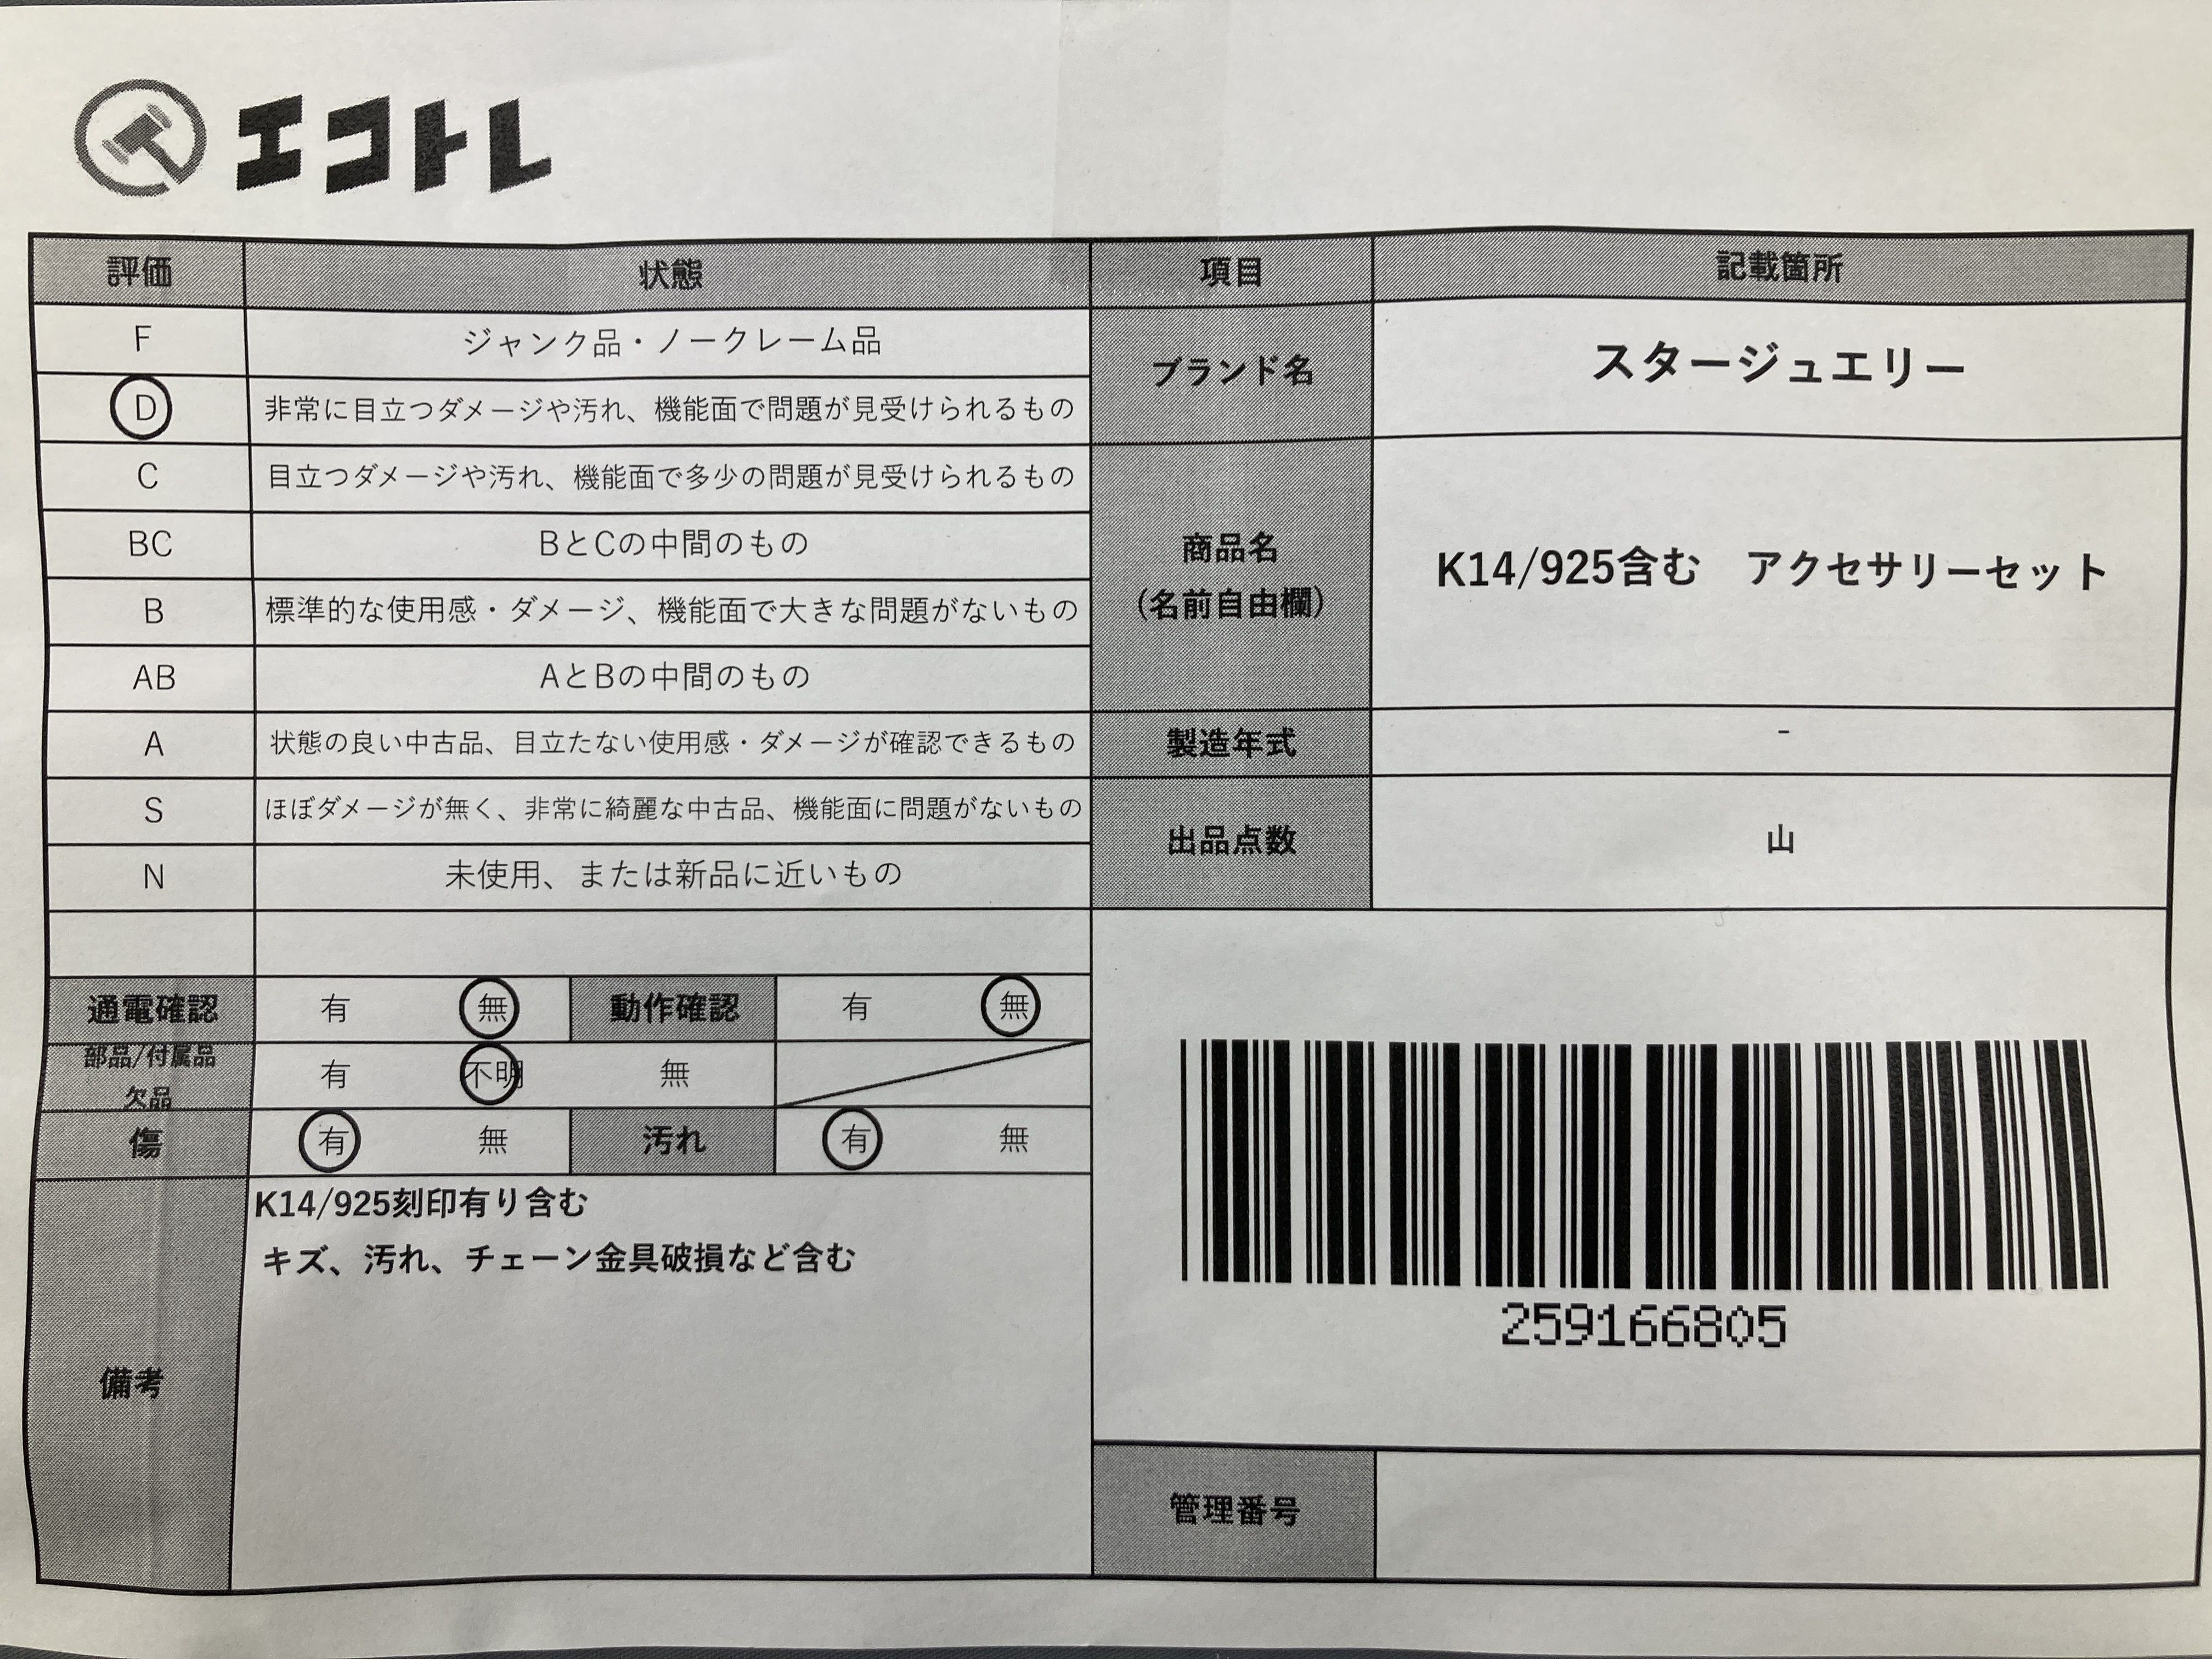 エコトレ
評価 状態 項目 記載箇所
F ジャンク品・ノークレーム品
D 非常に目立つダメージや汚れ、機能面で問題が見受けられるもの
C 目立つダメージや汚れ、機能面で多少の問題が見受けられるもの
BC BとCの中間のもの
B 標準的な使用感・ダメージ、機能面で大きな問題がないもの
AB AとBの中間のもの
A 状態の良い中古品、目立たない使用感・ダメージが確認できるもの
S ほぼダメージが無く、非常に綺麗な中古品、機能面に問題がないもの
N 未使用、または新品に近いもの
通電確認 有 無 動作確認 有 無
部品/付属品
欠品
有 不明 無
傷 有 無 汚れ 有 無
備考
K14/925刻印有り含む
キズ、汚れ、チェーン金具破損など含む
ブランド名 スタージュエリー
商品名
(名前自由欄)
K14/925含む アクセサリーセット
製造年式 -
出品点数 山
259166805
管理番号